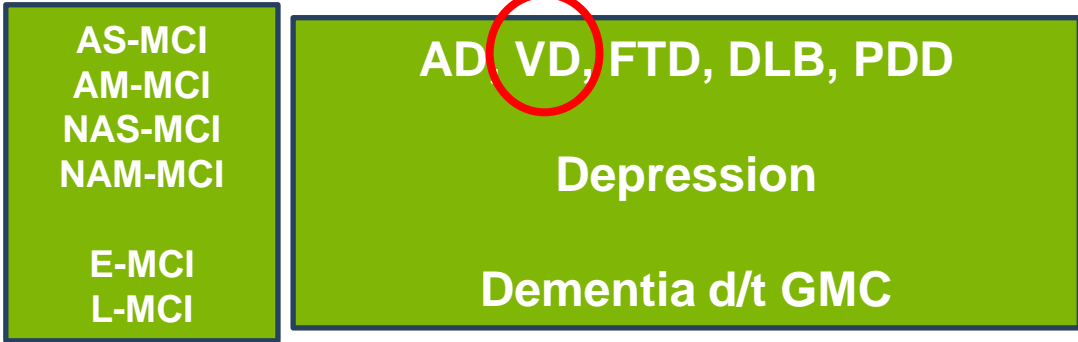 AS-MCI
AM-MCI
NAS-MCI
NAM-MCI
E-MCI
L-MCI
AD, VD, FTD, DLB, PDD
Depression
Dementia d/t GMC